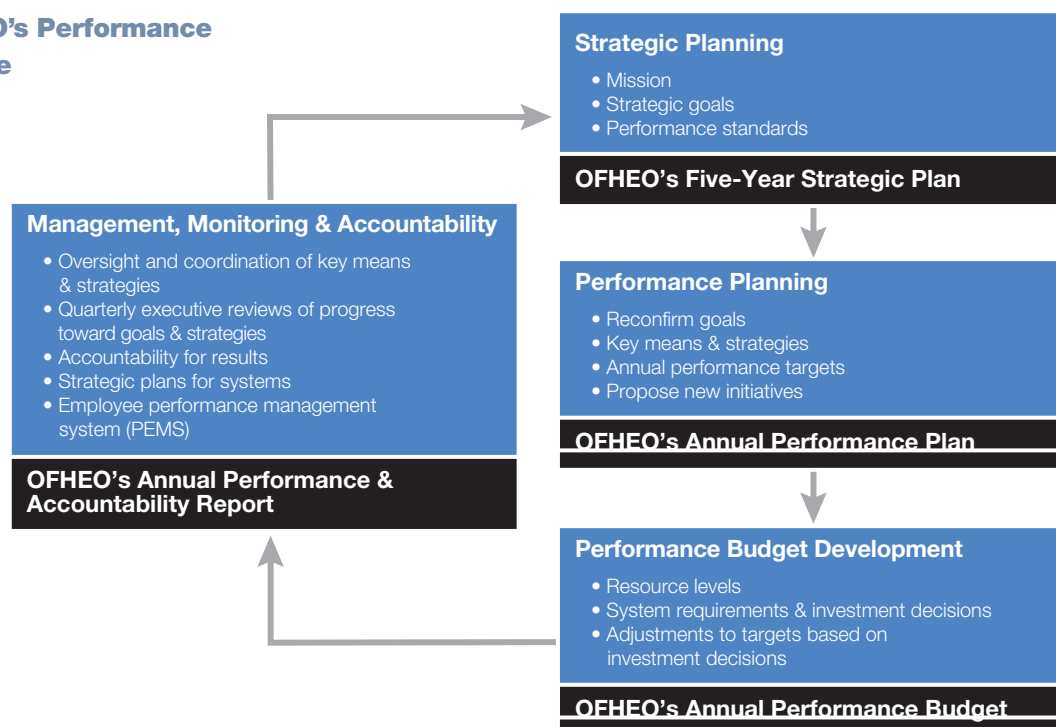 O's Performance
e
Strategic Planning
• Mission
• Strategic goals
• Performance standards
OFHEO's Five-Year Strategic Plan
Management, Monitoring & Accountability
• Oversight and coordination of key means
& strategies
• Quarterly executive reviews of progress
toward goals & strategies
• Accountability for results
• Strategic plans for systems
• Employee performance management
system (PEMS)
OFHEO's Annual Performance &
Accountability Report
Performance Planning
• Reconfirm goals
• Key means & strategies
• Annual performance targets
• Propose new initiatives
OFHEO's Annual Performance Plan
Performance Budget Development
• Resource levels
• System requirements & investment decisions
• Adjustments to targets based on
investment decisions
OFHEO's Annual Performance Budget